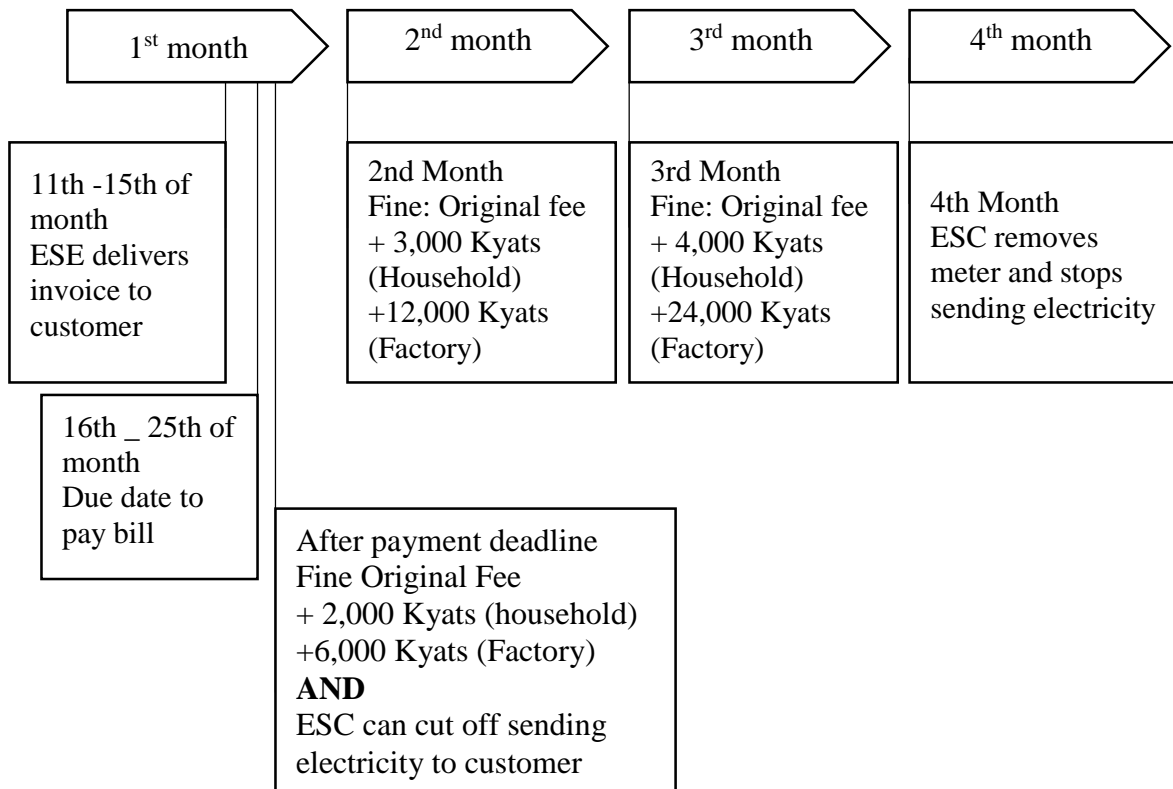 1st month
2nd month
3rd month
4th month
11th -15th of
month
ESE delivers
invoice to
customer
16th _ 25th of
month
Due date to
pay bill
After payment deadline
Fine Original Fee
+ 2,000 Kyats (household)
+6,000 Kyats (Factory)
AND
ESC can cut off sending
electricity to customer
2nd Month
Fine: Original fee
+ 3,000 Kyats
(Household)
+12,000 Kyats
(Factory)
3rd Month
Fine: Original fee
+ 4,000 Kyats
(Household)
+24,000 Kyats
(Factory)
4th Month
ESC removes
meter and stops
sending electricity